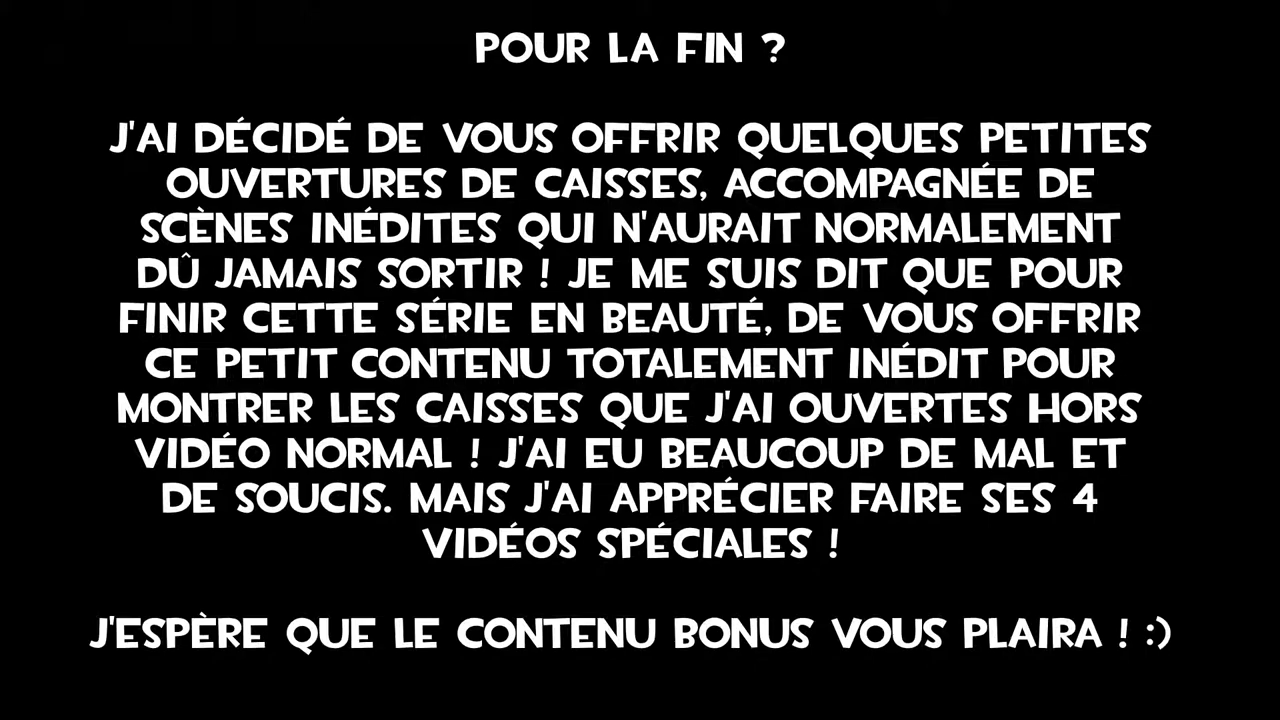 POUR LA FIN ?
J'AI DÉCIDÉ DE VOUS OFFRIR QUELQUES PETITES
OUVERTURES DE CAISSES, ACCOMPAGNÉE DE
SCÈNES INÉDITES QUI N'AURAIT NORMALEMENT
DÛ JAMAIS SORTIR ! JE ME SUIS DIT QUE POUR
FINIR CETTE SÉRIE EN BEAUTÉ, DE VOUS OFFRIR
CE PETIT CONTENU TOTALEMENT INÉDIT POUR
MONTRER LES CAISSES QUE J'AI OUVERTES HORS
VIDÉO NORMAL ! J'AI EU BEAUCOUP DE MAL ET
DE SOUCIS. MAIS J'AI APPRÉCIER FAIRE SES 4
VIDÉOS SPÉCIALES !
J'ESPÈRE QUE LE CONTENU BONUS VOUS PLAIRA ! :)